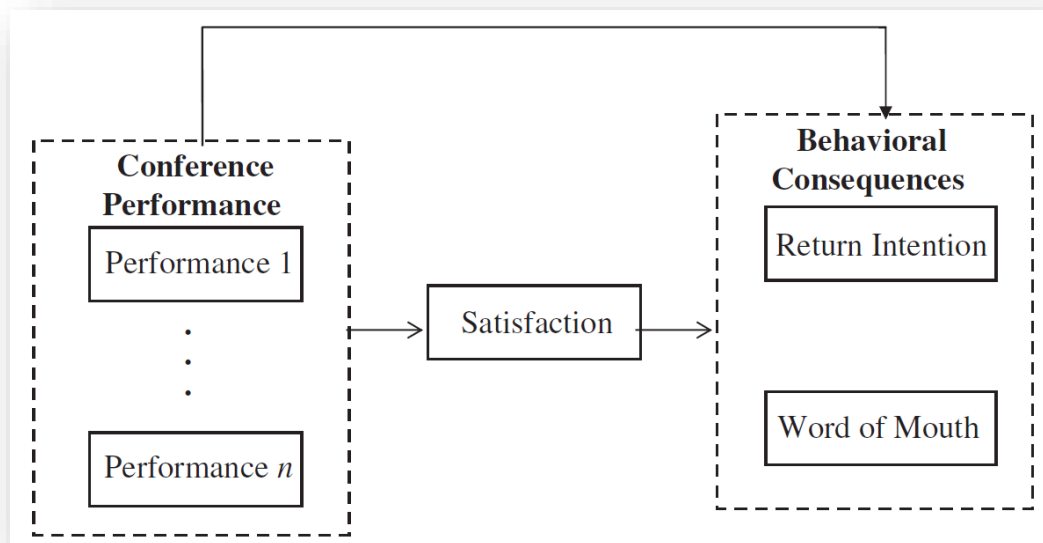 Conference
Performance
Performance 1
.
.
.
Performance n
Satisfaction
Behavioral
Consequences
Return Intention
Word of Mouth